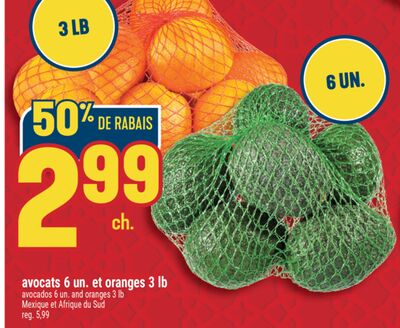 3 LB
6 UN.
50% DE RABAIS
2 99
ch.
avocats 6 un. et oranges 3 lb
avocados 6 un. and oranges 3 lb
Mexique et Afrique du Sud
reg. 5,99